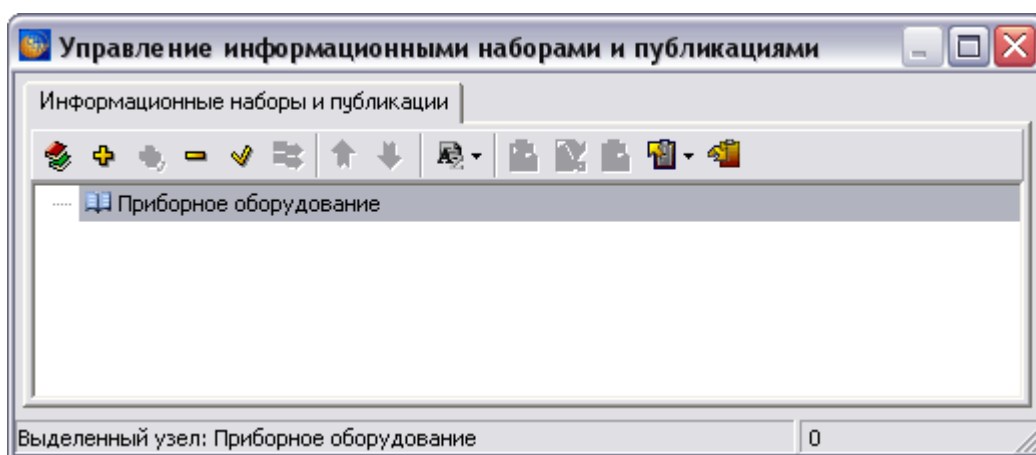 Управление информационными наборами и публикациями
Информационные наборы и публикации
Приборное оборудование
Выделенный узел: Приборное оборудование 0